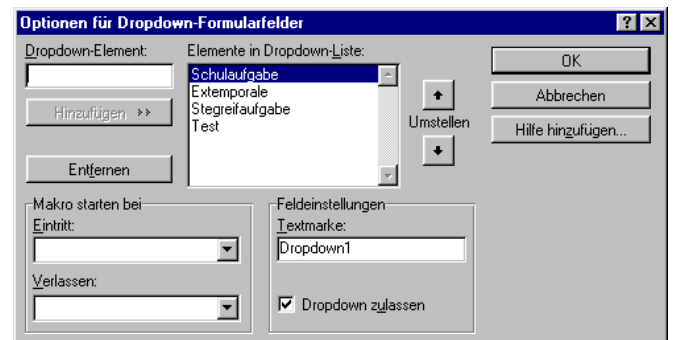 Optionen für Dropdown-Formularfelder
Dropdown-Element:
Elemente in Dropdown-Liste:
Schulaufgabe
Extemporale
Stegreifaufgabe
Test
Hinzufügen
Entfernen
Umstellen
OK
Abbrechen
Hilfe hinzufügen...
Makro starten bei
Eintritt:
Verlassen:
Feldeinstellungen
Textmarke:
Dropdown1
Dropdown zulassen